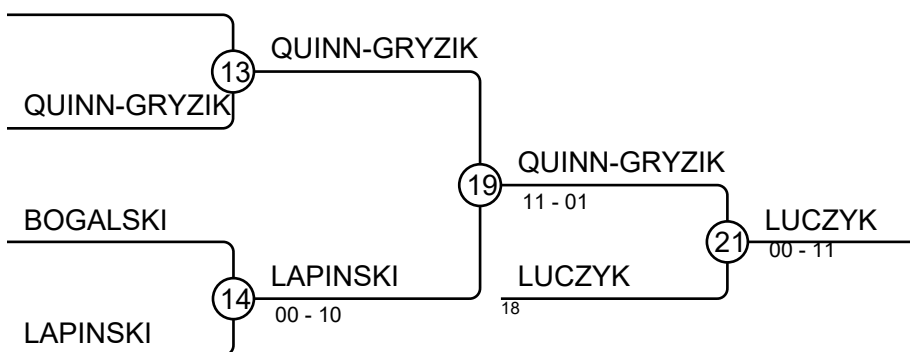 QUINN-GRYZIK
13
QUINN-GRYZIK
QUINN-GRYZIK
19
11 - 01
BOGALSKI
LUCZYK
21
00 - 11
LAPINSKI
14
00 - 10
LUCZYK
18
LAPINSKI